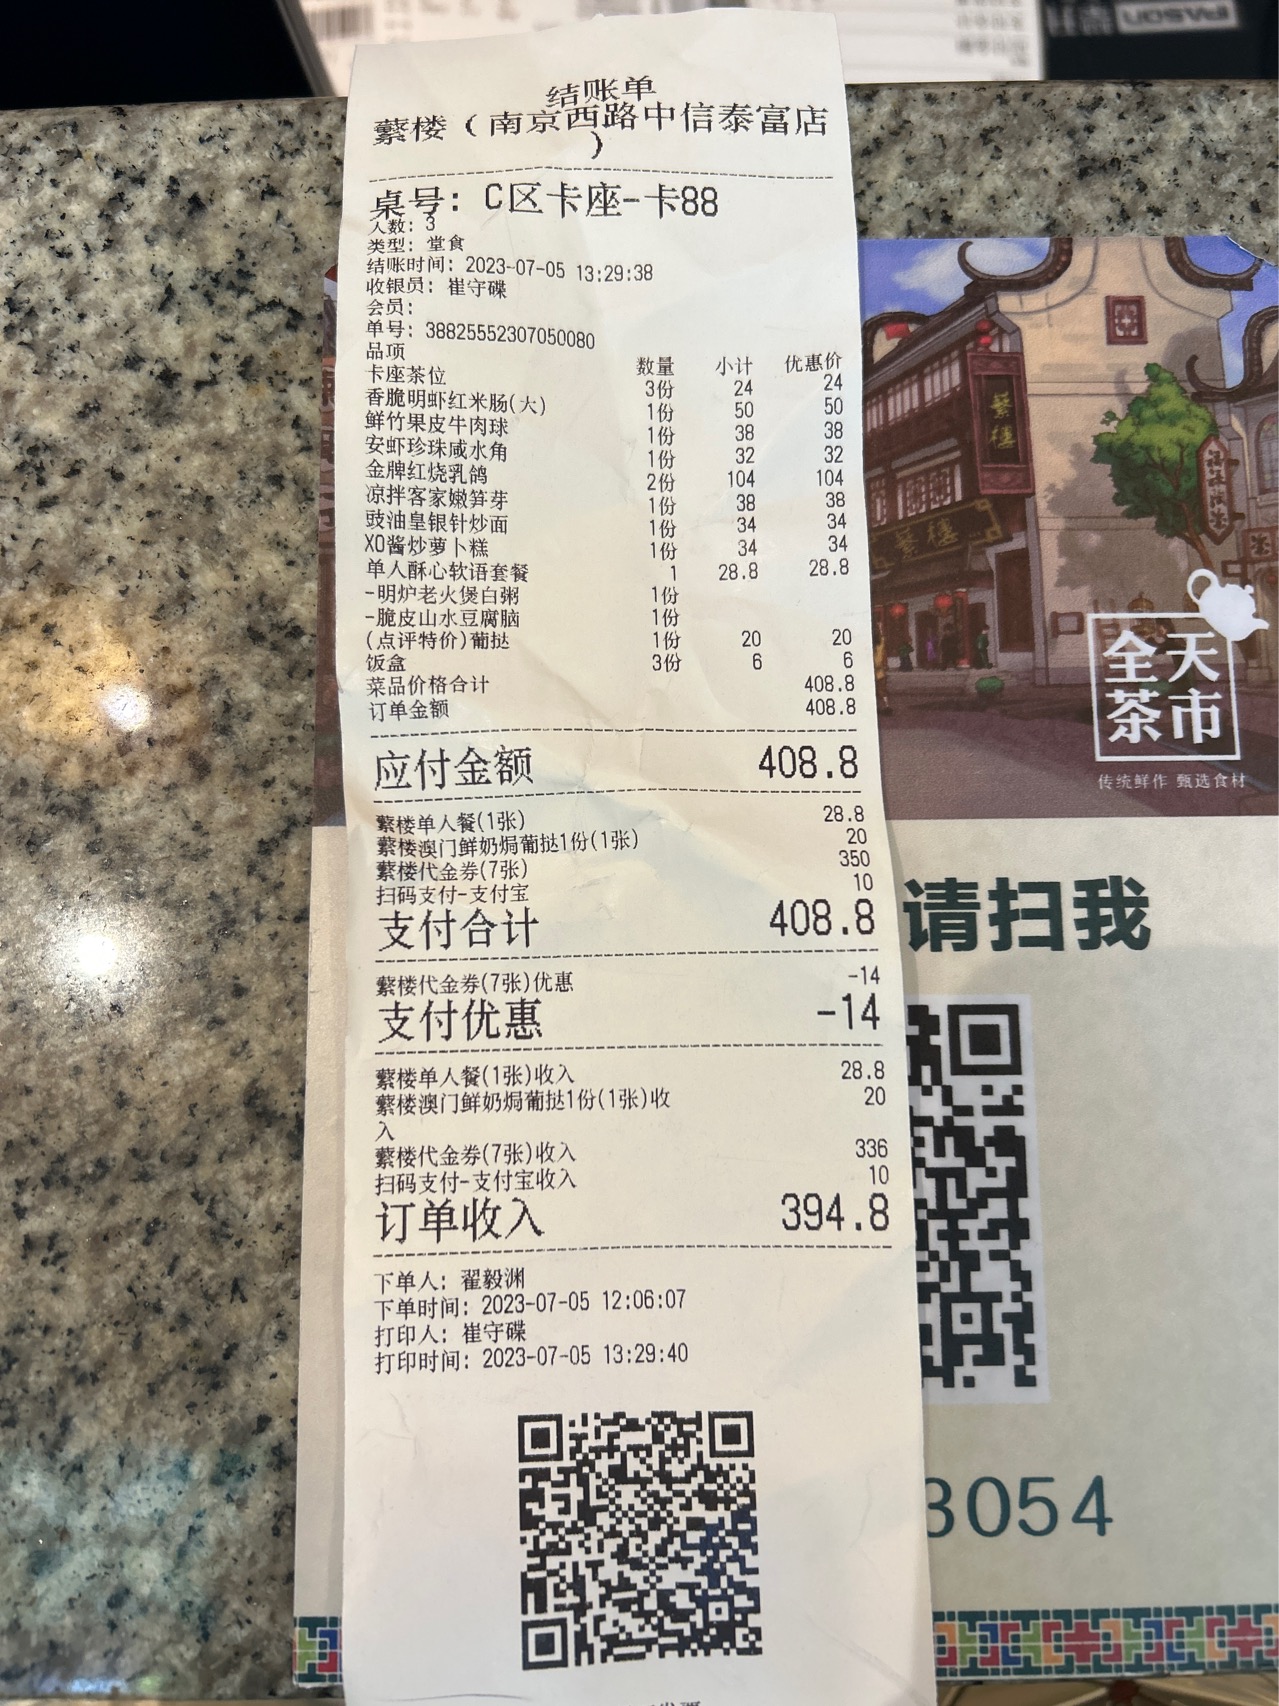 结账单
蘩楼（南京西路中信泰富店
）
桌号：C区卡座-卡88
人数：3
类型：堂食
结账时间：2023-07-05 13:29:38
收银员：崔守碟
会员：
单号：38825552307050080
品项 数量 小计 优惠价
卡座茶位 3份 24 24
香脆明虾红米肠(大) 1份 50 50
鲜竹果皮牛肉球 1份 38 38
安虾珍珠咸水角 1份 32 32
金牌红烧乳鸽 2份 104 104
凉拌客家嫩笋芽 1份 38 38
豉油皇银针炒面 1份 34 34
XO酱炒萝卜糕 1份 34 34
单人酥心软语套餐 1 28.8 28.8
-明炉老火煲白粥 1份
-脆皮山水豆腐脑 1份
(点评特价)葡挞 1份 20 20
饭盒 3份 6 6
菜品价格合计 408.8
订单金额 408.8
应付金额 408.8
蘩楼单人餐(1张) 28.8
蘩楼澳门鲜奶焗葡挞1份(1张) 20
蘩楼代金券(7张) 350
扫码支付-支付宝 10
支付合计 408.8
蘩楼代金券(7张)优惠 -14
支付优惠 -14
蘩楼单人餐(1张)收入 28.8
蘩楼澳门鲜奶焗葡挞1份(1张)收 20
入
蘩楼代金券(7张)收入 336
扫码支付-支付宝收入 10
订单收入 394.8
下单人：翟毅渊
下单时间：2023-07-05 12:06:07
打印人：崔守碟
打印时间：2023-07-05 13:29:40
蘩楼
蘩楼
全天
茶市
传统鲜作 甄选食材
请扫我
3054